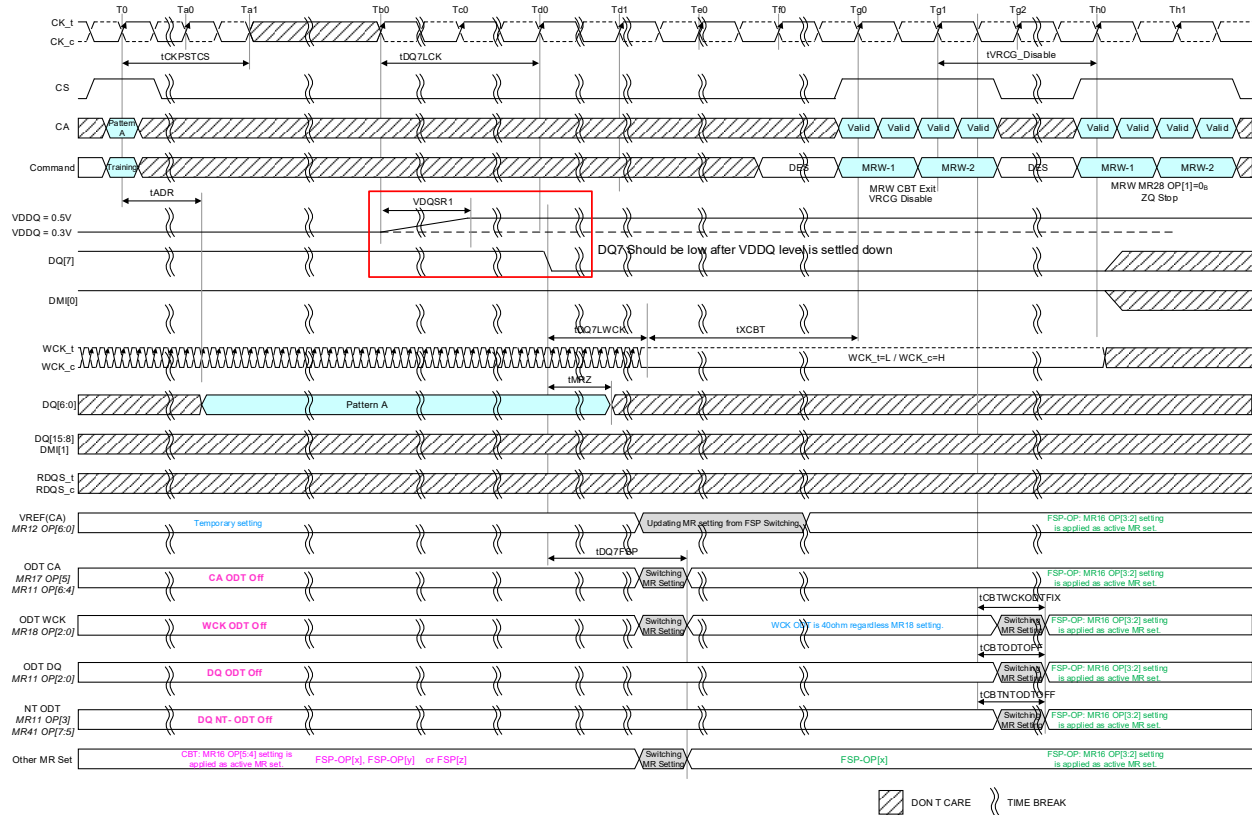 T0 Ta0 Ta1 Tb0 Tc0 Td0 Td1 Te0 Tf0 Tg0 Tg1 Tg2 Th0 Th1
CK_t
CK_c
tCKPSTCS tDQ7LCK tVRCG_Disable
CS
CA Pattern A Valid Valid Valid Valid Valid Valid Valid Valid
Command Training DES MRW-1 MRW-2 DES MRW-1 MRW-2
MRW CBT Exit
VRCG Disable
MRW MR28 OP[1]=0B
ZQ Stop
tADR
VDQSR1
VDDQ = 0.5V
VDDQ = 0.3V
DQ7 Should be low after VDDQ level is settled down
DQ[7]
DMI[0]
tDQ7LWCK tXCBT
WCK_t
WCK_c
WCK_t=L / WCK_c=H
tMRZ
DQ[6:0] Pattern A
DQ[15:8]
DMI[1]
RDQS_t
RDQS_c
VREF(CA)
MR12 OP[6:0]
Temporary setting
Updating MR setting from FSP Switching
FSP-OP: MR16 OP[3:2] setting
is applied as active MR set.
tDQ7FSP
ODT CA
MR17 OP[5]
MR11 OP[6:4]
CA ODT Off
Switching
MR Setting
FSP-OP: MR16 OP[3:2] setting
is applied as active MR set.
tCBTWCKODTFIX
ODT WCK
MR18 OP[2:0]
WCK ODT Off
Switching
MR Setting
WCK ODT is 40ohm regardless MR18 setting.
Switching
MR Setting
FSP-OP: MR16 OP[3:2] setting
is applied as active MR set.
tCBTODTOFF
ODT DQ
MR11 OP[2:0]
DQ ODT Off
Switching
MR Setting
FSP-OP: MR16 OP[3:2] setting
is applied as active MR set.
tCBTNTODTOFF
NT ODT
MR11 OP[3]
MR41 OP[7:5]
DQ NT- ODT Off
Switching
MR Setting
FSP-OP: MR16 OP[3:2] setting
is applied as active MR set.
Other MR Set
CBT: MR16 OP[5:4] setting is
applied as active MR set.
FSP-OP[x], FSP-OP[y] or FSP[z]
Switching
MR Setting
FSP-OP[x]
FSP-OP: MR16 OP[3:2] setting
is applied as active MR set.
DON T CARE TIME BREAK